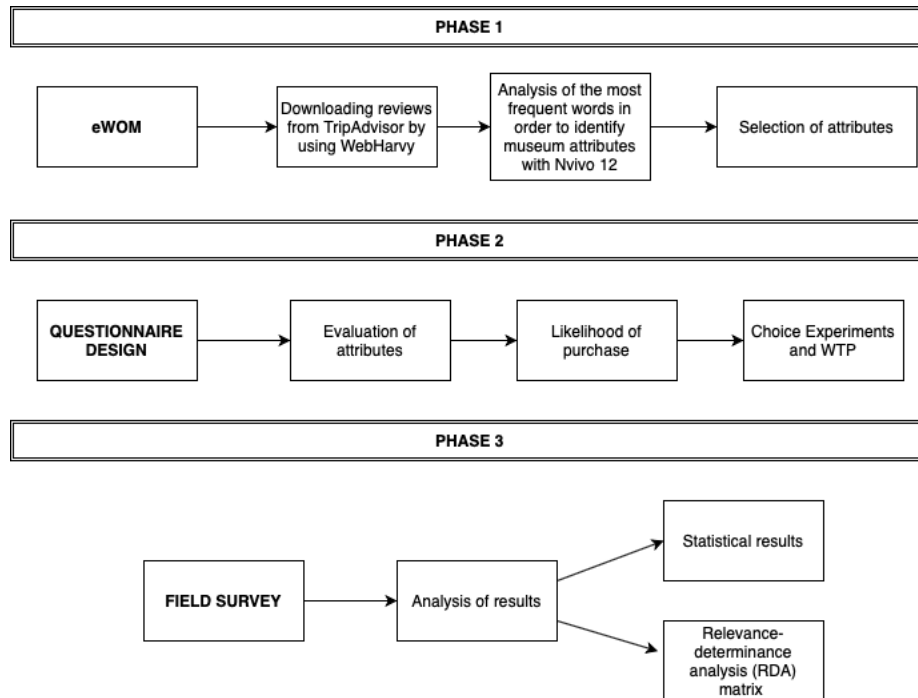 PHASE 1
eWOM
Downloading reviews
from TripAdvisor by
using WebHarvy
Analysis of the most
frequent words in
order to identify
museum attributes
with Nvivo 12
Selection of attributes
PHASE 2
QUESTIONNAIRE
DESIGN
Evaluation of
attributes
Likelihood of
purchase
Choice Experiments
and WTP
PHASE 3
FIELD SURVEY
Analysis of results
Statistical results
Relevance-
determinance
analysis (RDA)
matrix